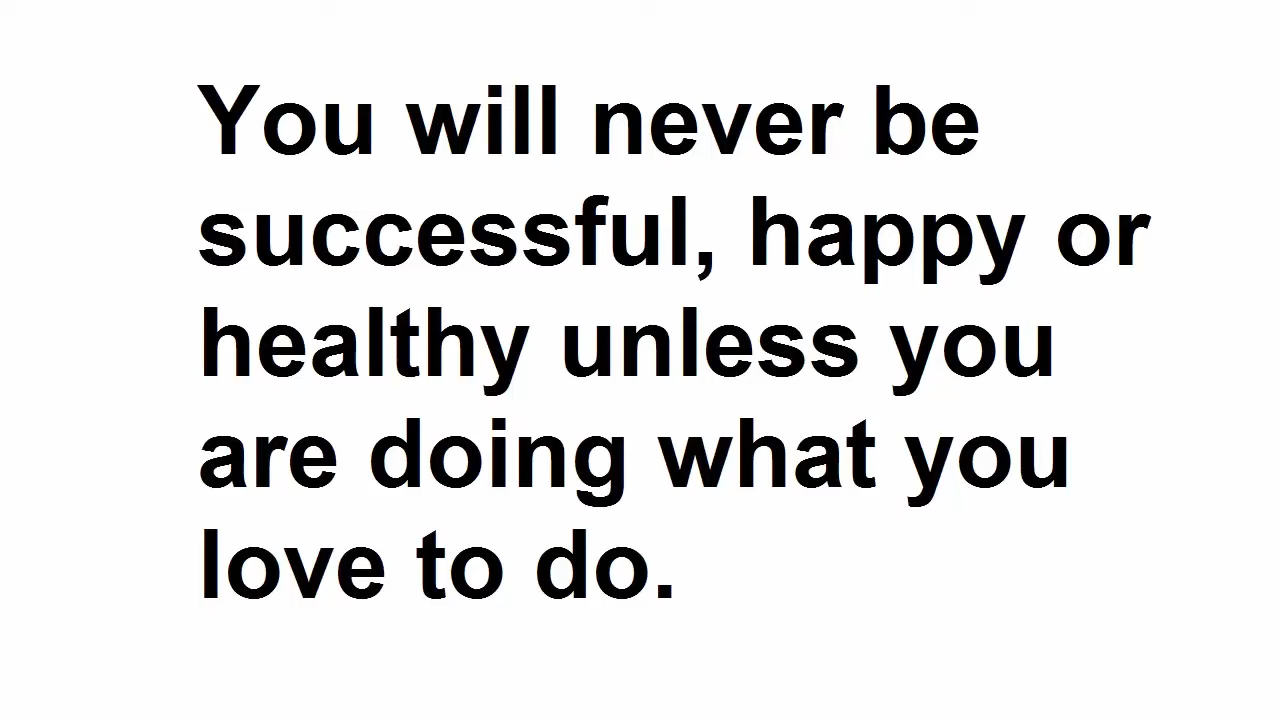 You will never be
successful, happy or
healthy unless you
are doing what you
love to do.